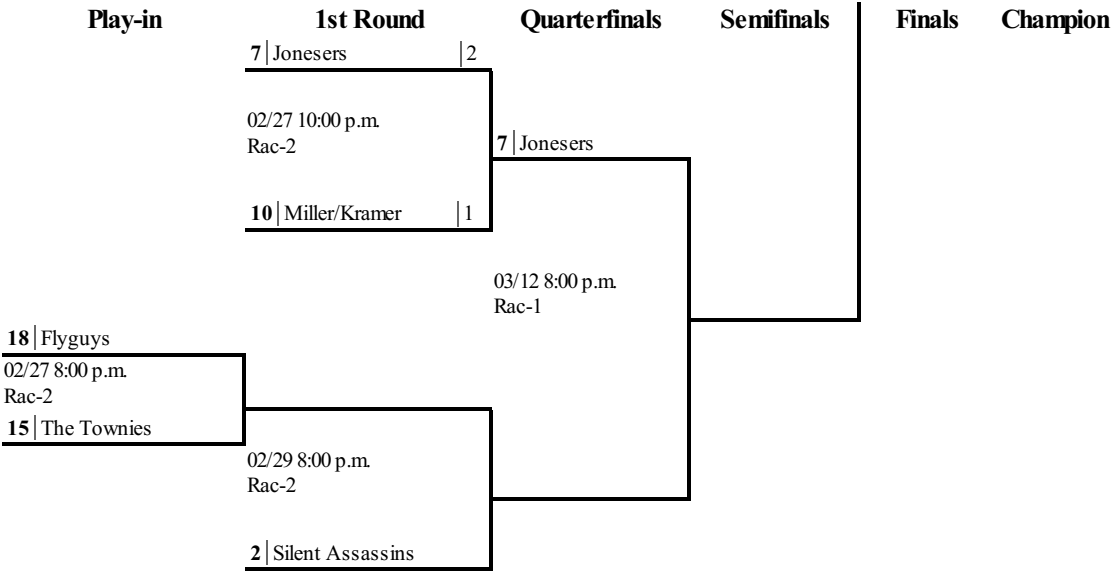 Play-in 1st Round Quarterfinals Semifinals Finals Champion
7 Jonesers 2
02/27 10:00 p.m.
Rac-2
7 Jonesers
10 Miller/Kramer 1
03/12 8:00 p.m.
Rac-1
18 Flyguys
02/27 8:00 p.m.
Rac-2
15 The Townies
02/29 8:00 p.m.
Rac-2
2 Silent Assassins